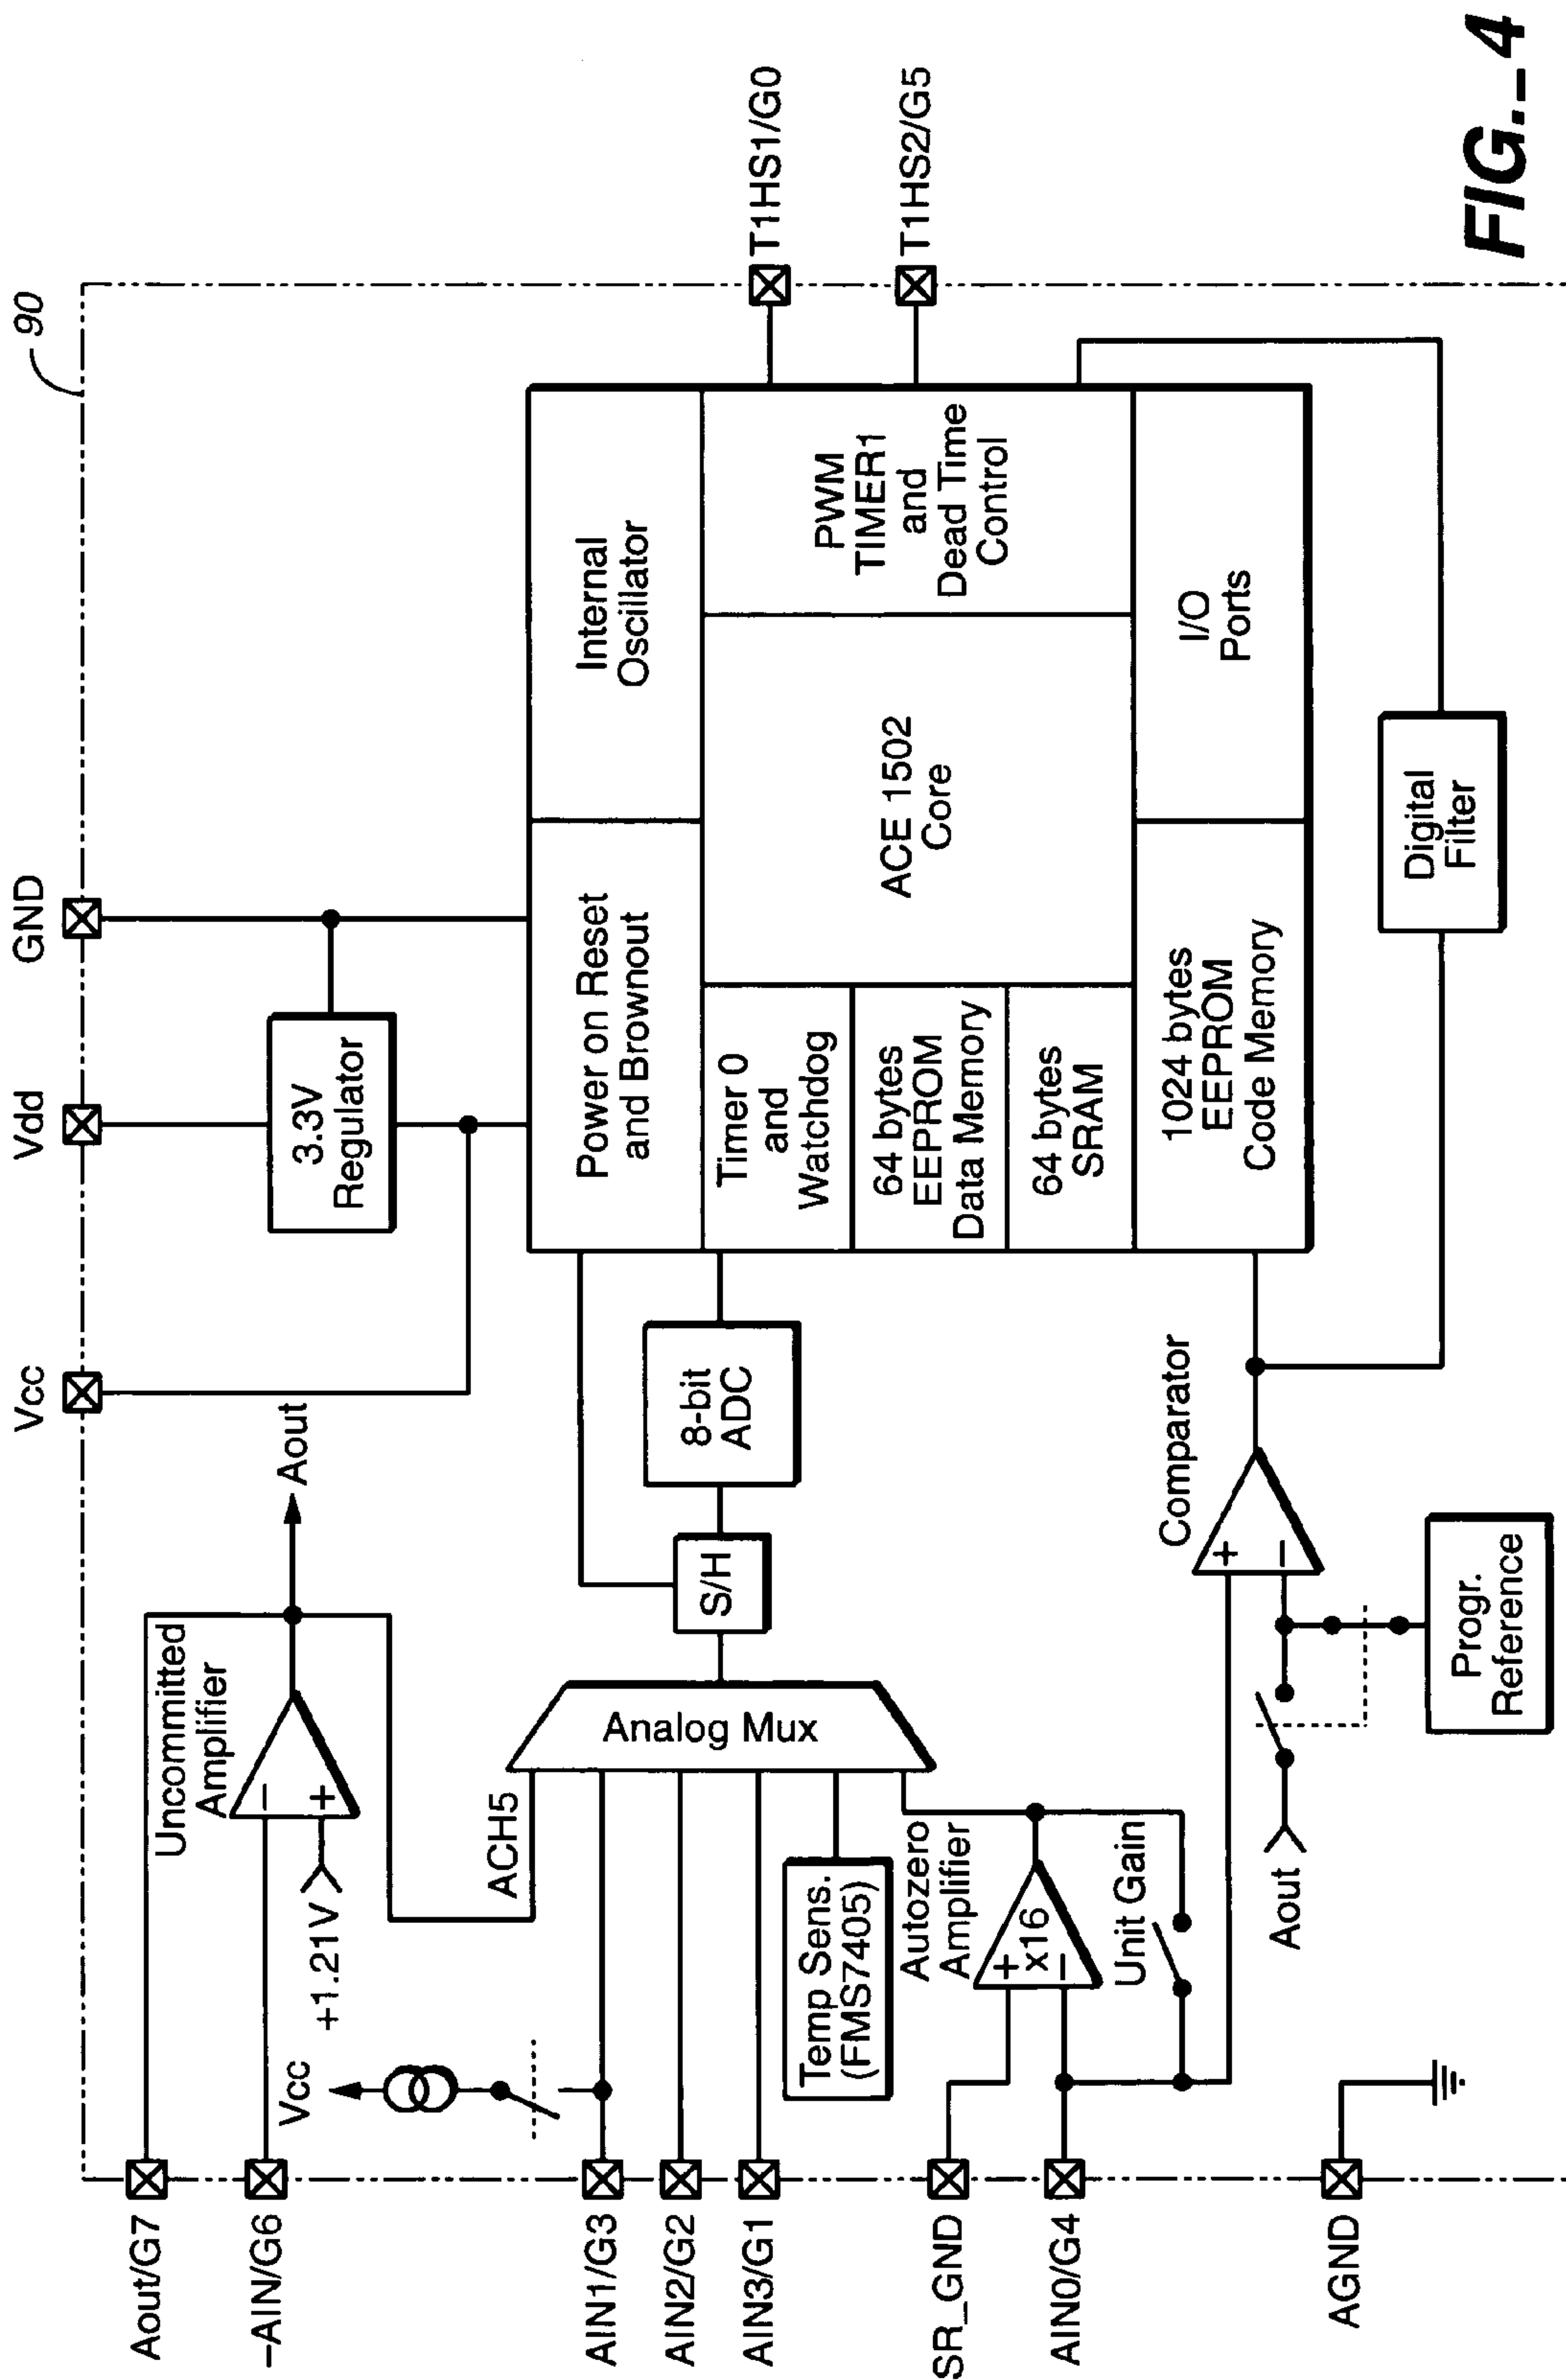 90
Vcc
Vdd
GND
Aout/G7
Uncommitted
Amplifier
Aout
–
+
–AIN/G6
+1.21V
3.3V
Regulator
Vcc
ACH5
AIN1/G3
AIN2/G2
AIN3/G1
Analog Mux
S/H
8-bit
ADC
Power on Reset
and Brownout
Internal
Oscillator
Timer 0
and
Watchdog
64 bytes
EEPROM
Data Memory
64 bytes
SRAM
ACE 1502
Core
PWM
TIMER1
and
Dead Time
Control
1024 bytes
EEPROM
Code Memory
I/O
Ports
T1HS1/G0
T1HS2/G5
Temp Sens.
(FMS7405)
Autozero
Amplifier
SR_GND
+
x16
–
AIN0/G4
Unit Gain
Comparator
+
–
Aout
Progr.
Reference
Digital
Filter
AGND
FIG._4